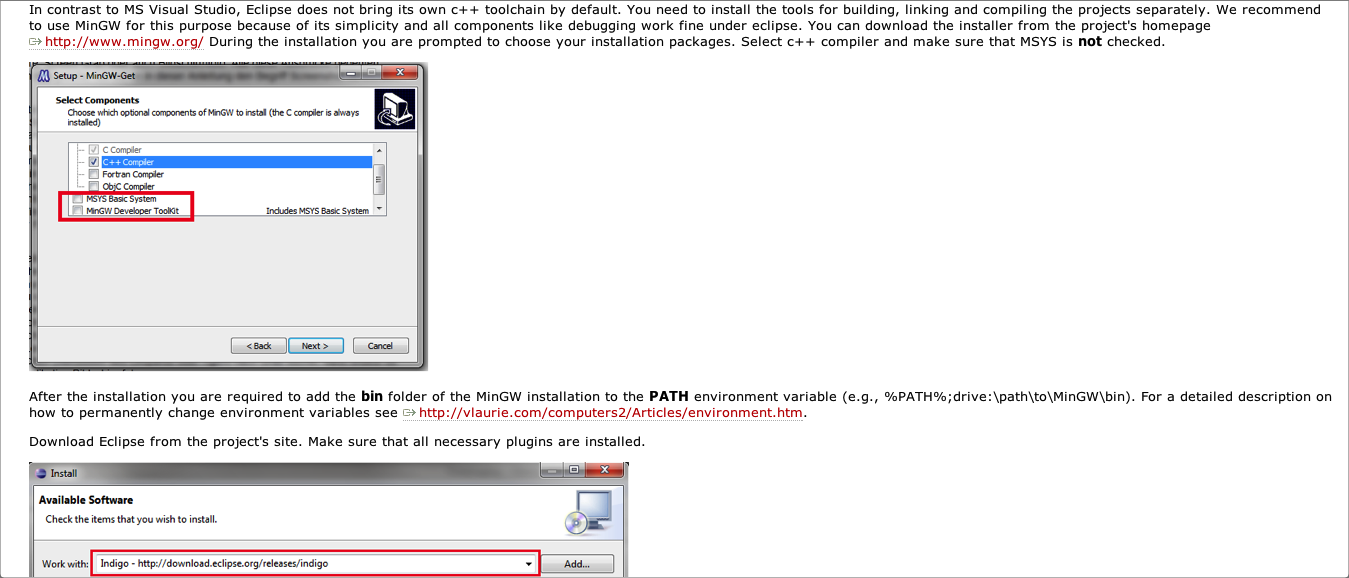 In contrast to MS Visual Studio, Eclipse does not bring its own c++ toolchain by default. You need to install the tools for building, linking and compiling the projects separately. We recommend
to use MinGW for this purpose because of its simplicity and all components like debugging work fine under eclipse. You can download the installer from the project's homepage
http://www.mingw.org/ During the installation you are prompted to choose your installation packages. Select c++ compiler and make sure that MSYS is not checked.
Setup - MinGW-Get
Select Components
Choose which optional components of MinGW to install (the C compiler is always
installed)
C Compiler
C++ Compiler
Fortran Compiler
ObjC Compiler
MSYS Basic System
MinGW Developer ToolKit Includes MSYS Basic System
< Back Next > Cancel
After the installation you are required to add the bin folder of the MinGW installation to the PATH environment variable (e.g., %PATH%;drive:\path\to\MinGW\bin). For a detailed description on
how to permanently change environment variables see http://vlaurie.com/computers2/Articles/environment.htm.
Download Eclipse from the project's site. Make sure that all necessary plugins are installed.
Install
Available Software
Check the items that you wish to install.
Work with: Indigo - http://download.eclipse.org/releases/indigo Add...